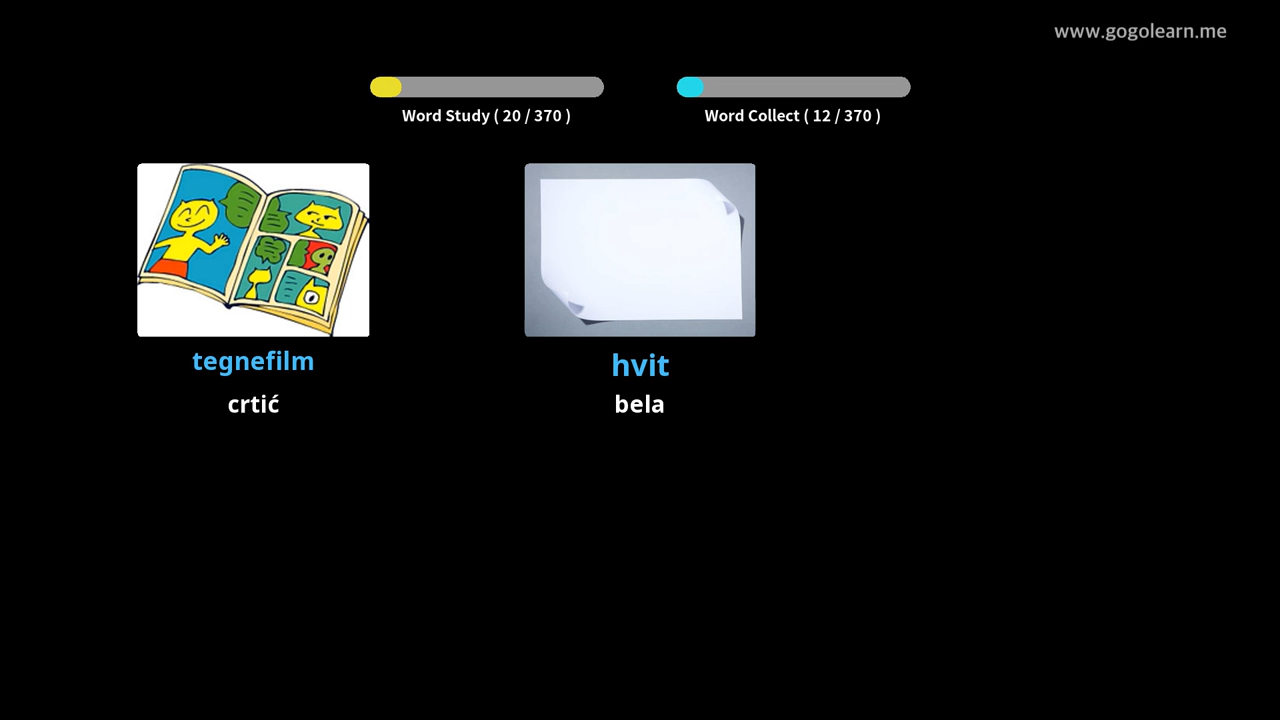 www.gogolearn.me
Word Study ( 20 / 370 )
Word Collect ( 12 / 370 )
tegnefilm
hvit
crtić
bela